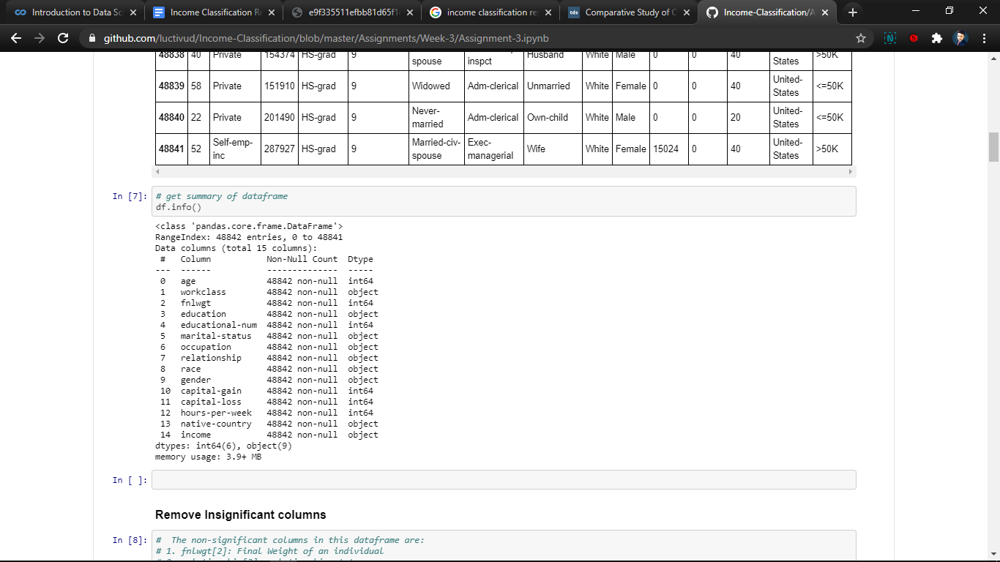 Introduction to Data Sc
Income Classification Re
e9f335511efbb81d65f1
income classification rep
tds Comparative Study of C
Income-Classification/A
github.com/luctivud/Income-Classification/blob/master/Assignments/Week-3/Assignment-3.ipynb
48838 40 Private 154374 HS-grad 9 spouse inspct Husband White Male 0 0 40 States >50K
48839 58 Private 151910 HS-grad 9 Widowed Adm-clerical Unmarried White Female 0 0 40 United-States <=50K
48840 22 Private 201490 HS-grad 9 Never-married Adm-clerical Own-child White Male 0 0 20 United-States <=50K
48841 52 Self-emp-inc 287927 HS-grad 9 Married-civ-spouse Exec-managerial Wife White Female 15024 0 40 United-States >50K
In [7]: # get summary of dataframe
df.info()
<class 'pandas.core.frame.DataFrame'>
RangeIndex: 48842 entries, 0 to 48841
Data columns (total 15 columns):
# Column Non-Null Count Dtype
--- ------ -------------- -----
0 age 48842 non-null int64
1 workclass 48842 non-null object
2 fnlwgt 48842 non-null int64
3 education 48842 non-null object
4 educational-num 48842 non-null int64
5 marital-status 48842 non-null object
6 occupation 48842 non-null object
7 relationship 48842 non-null object
8 race 48842 non-null object
9 gender 48842 non-null object
10 capital-gain 48842 non-null int64
11 capital-loss 48842 non-null int64
12 hours-per-week 48842 non-null int64
13 native-country 48842 non-null object
14 income 48842 non-null object
dtypes: int64(6), object(9)
memory usage: 3.9+ MB
In [ ]:
Remove Insignificant columns
In [8]: # The non-significant columns in this dataframe are:
# 1. fnlwgt[2]: Final Weight of an individual